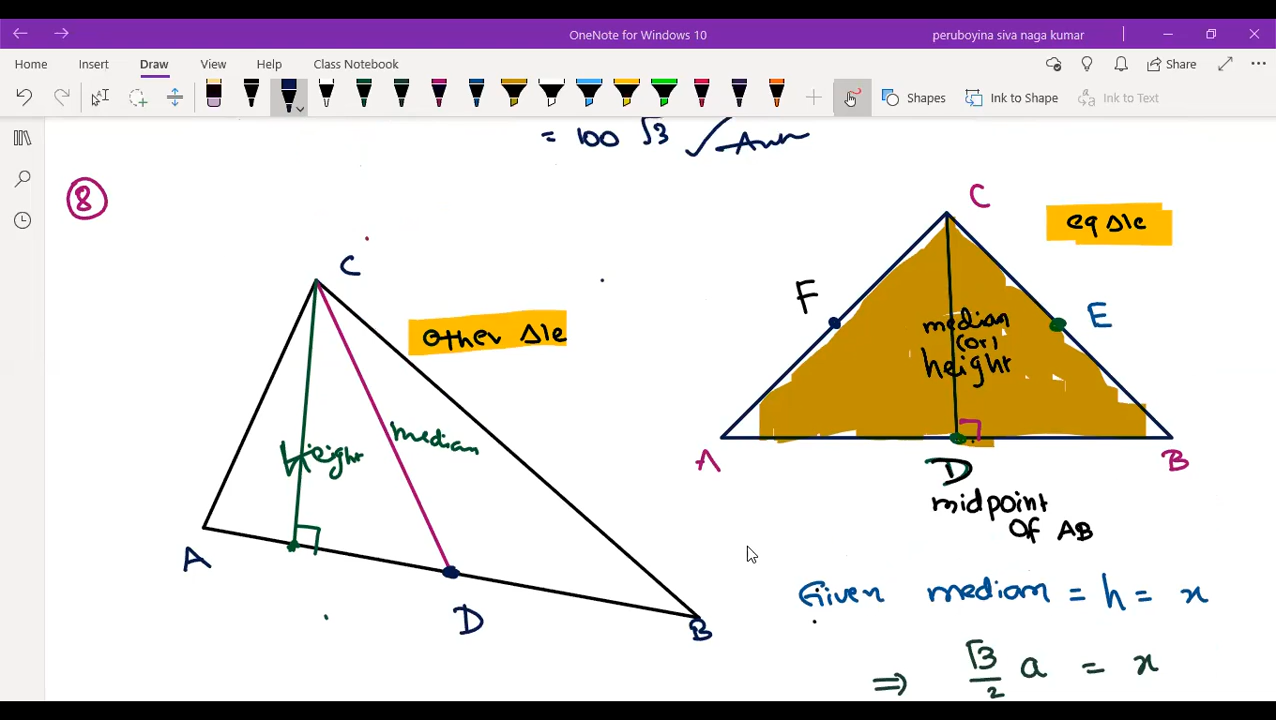 OneNote for Windows 10
peruboyina siva naga kumar
Home Insert Draw View Help Class Notebook
Share
Shapes
Ink to Shape
Ink to Text
= 100 √3 ✓ Ans
8
C
other Δle
Height
median
A
D
B
C
eq Δle
F
E
median
(or)
height
A
D
B
midpoint
of AB
Given median = h = x
⇒ √3/2 a = x